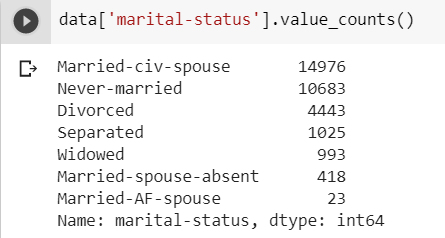 data['marital-status'].value_counts()
Married-civ-spouse 14976
Never-married 10683
Divorced 4443
Separated 1025
Widowed 993
Married-spouse-absent 418
Married-AF-spouse 23
Name: marital-status, dtype: int64